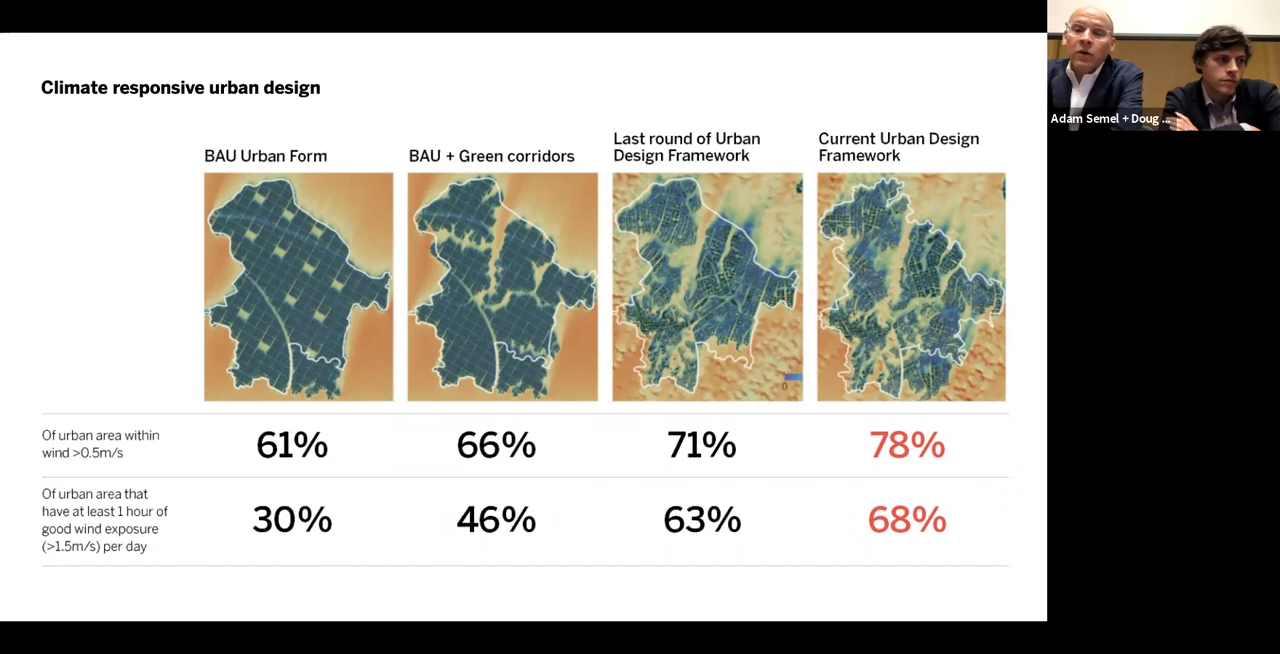 Climate responsive urban design
BAU Urban Form
BAU + Green corridors
Last round of Urban
Design Framework
Current Urban Design
Framework
0
Of urban area within
wind >0.5m/s
61%
66%
71%
78%
Of urban area that
have at least 1 hour of
good wind exposure
(>1.5m/s) per day
30%
46%
63%
68%
Adam Semel + Doug ...